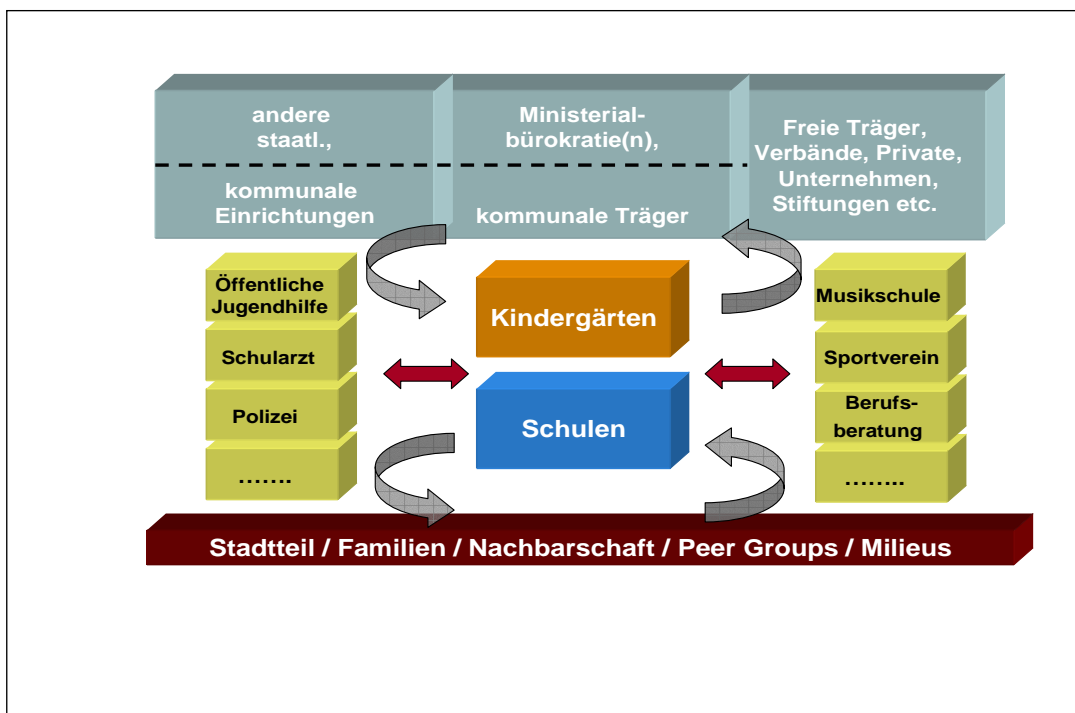 andere
staatl.,
kommunale
Einrichtungen
Ministerial-
bürokratie(n),
kommunale Träger
Freie Träger,
Verbände, Private,
Unternehmen,
Stiftungen etc.
Öffentliche
Jugendhilfe
Schularzt
Polizei
…….
Kindergärten
Schulen
Musikschule
Sportverein
Berufs-
beratung
……..
Stadtteil / Familien / Nachbarschaft / Peer Groups / Milieus